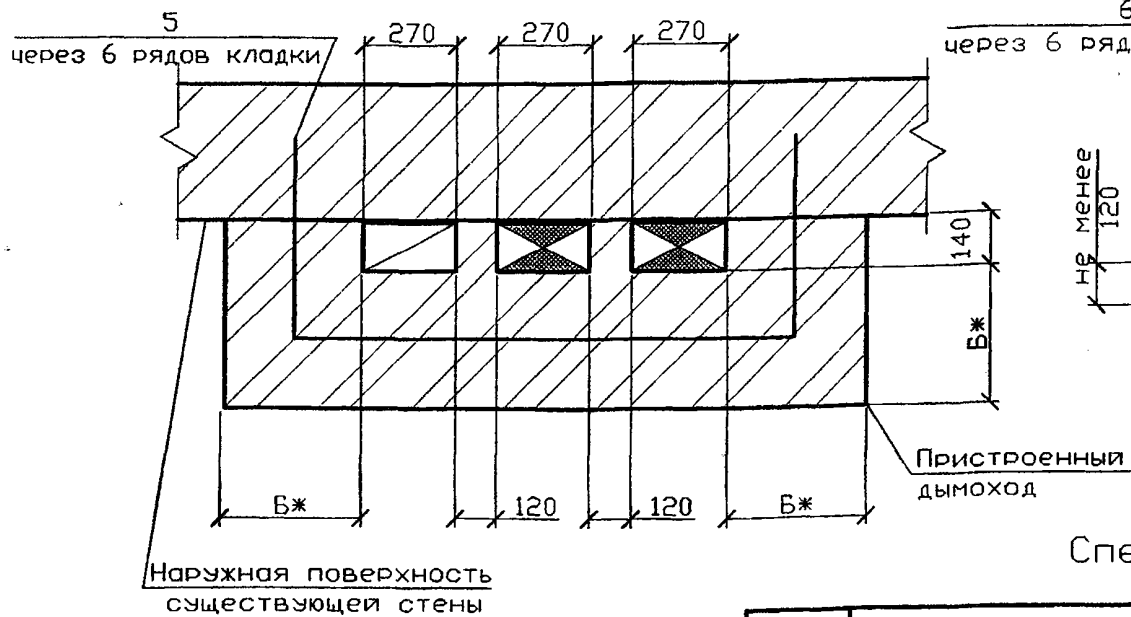 5
через 6 рядов кладки
270
270
270
6
через 6 ряд
не менее
120
140
Б*
Б*
120
120
Б*
Пристроенный
дымоход
Наружная поверхность
существующей стены
Спе